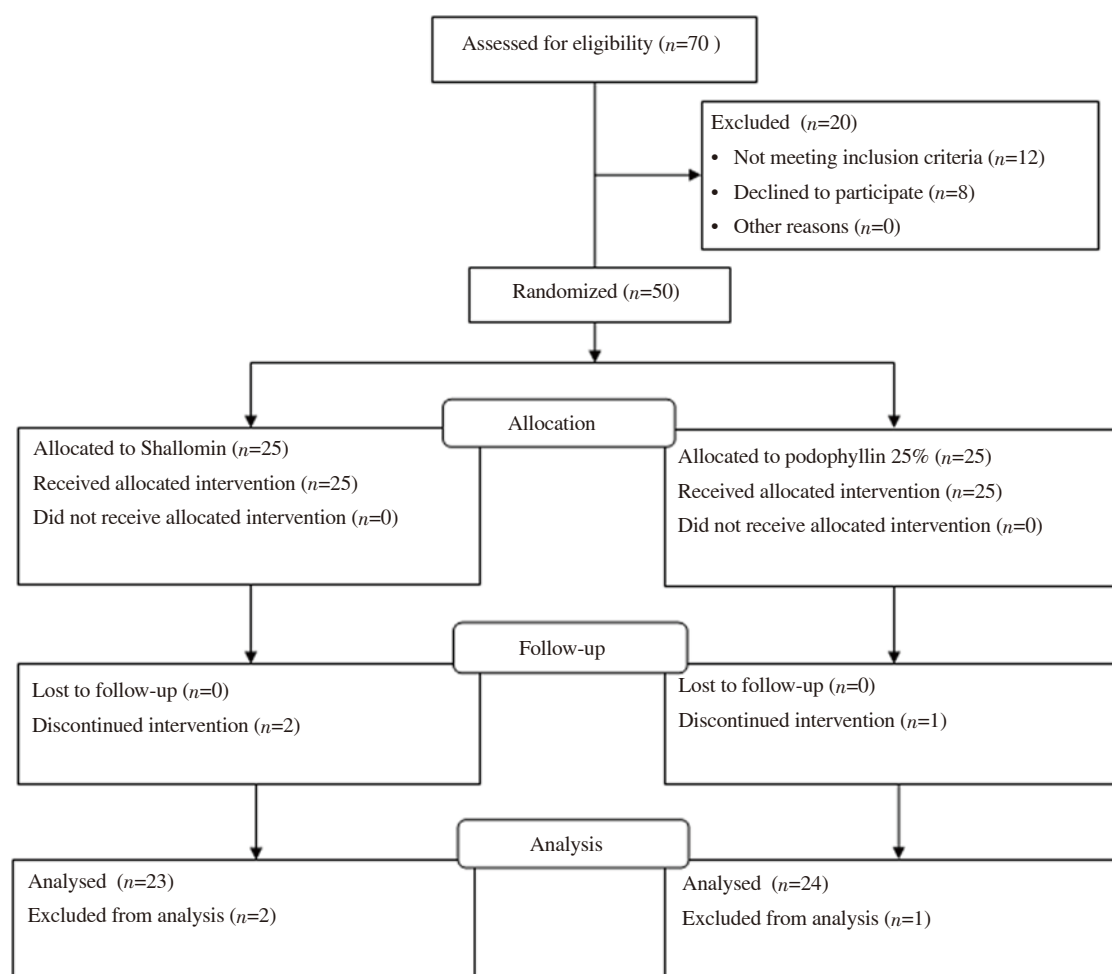 Assessed for eligibility (n=70 )
Excluded (n=20)
• Not meeting inclusion criteria (n=12)
• Declined to participate (n=8)
• Other reasons (n=0)
Randomized (n=50)
Allocation
Allocated to Shallomin (n=25)
Received allocated intervention (n=25)
Did not receive allocated intervention (n=0)
Allocated to podophyllin 25% (n=25)
Received allocated intervention (n=25)
Did not receive allocated intervention (n=0)
Follow-up
Lost to follow-up (n=0)
Discontinued intervention (n=2)
Lost to follow-up (n=0)
Discontinued intervention (n=1)
Analysis
Analysed (n=23)
Excluded from analysis (n=2)
Analysed (n=24)
Excluded from analysis (n=1)